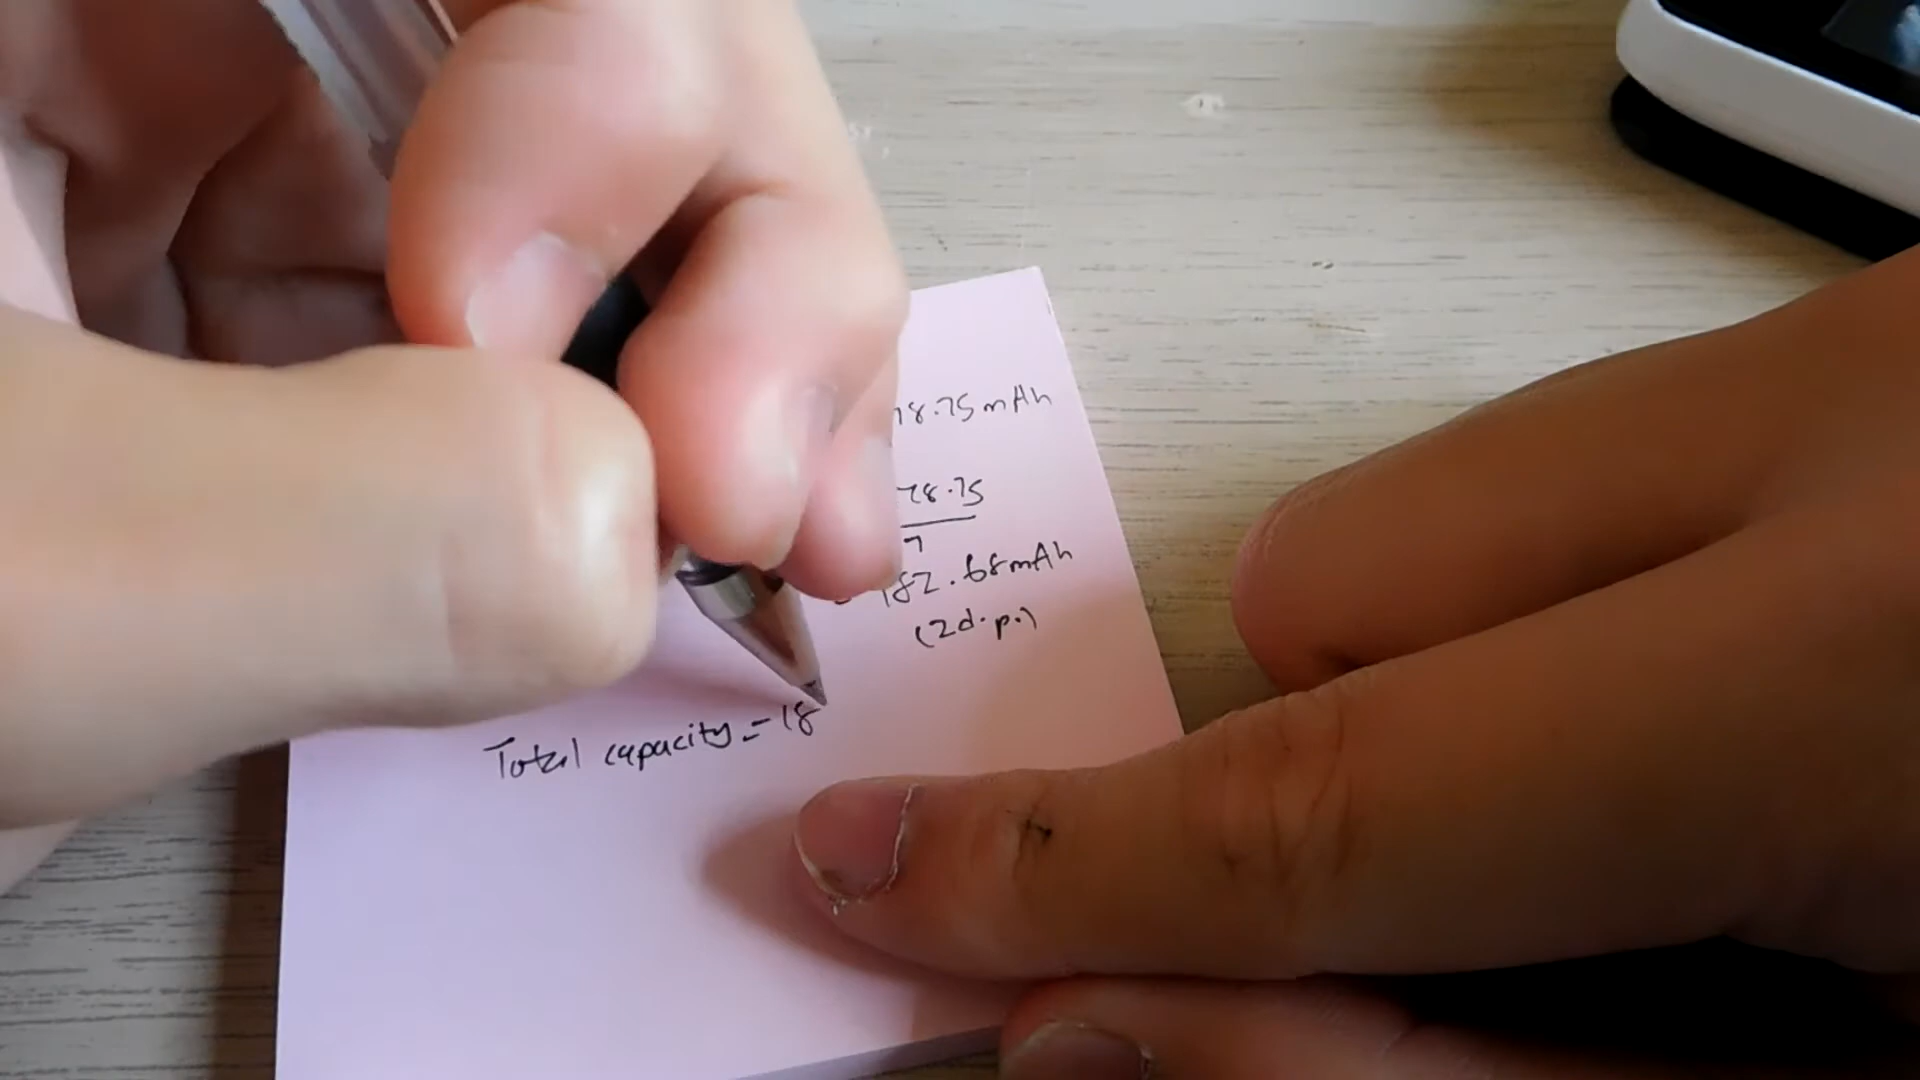 78.75mAh
78.75
7
= 182.68mAh
(2d.p.)
Total capacity = 18